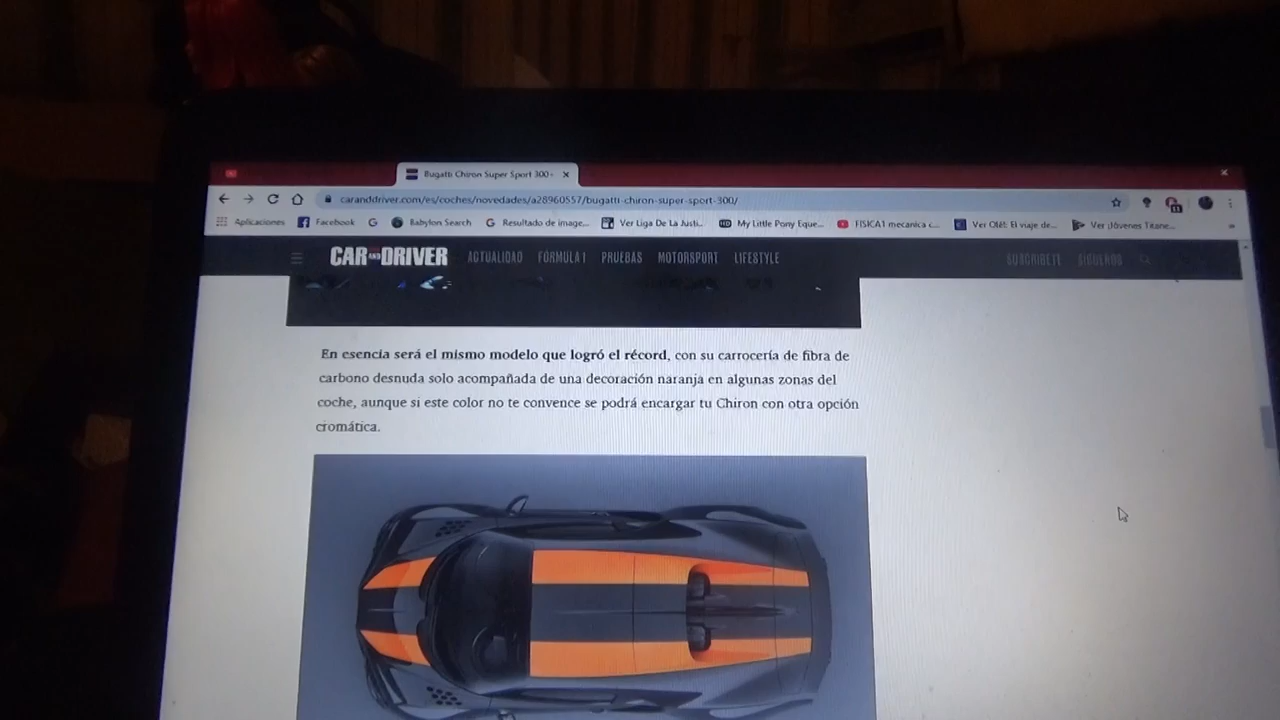 Bugatti Chiron Super Sport 300
caranddriver.com/es/coches/novedades/a28960557/bugatti-chiron-super-sport-300/
Aplicaciones Facebook Babylon Search Resultado de image... Ver Liga De La Justi... My Little Pony Eque... FÍSICA1 mecanica c... Ver Olé!: El viaje de... Ver ¡Jóvenes Titane...
CAR AND DRIVER ACTUALIDAD FÓRMULA 1 PRUEBAS MOTORSPORT LIFESTYLE SUSCRÍBETE SÍGUENOS
En esencia será el mismo modelo que logró el récord, con su carrocería de fibra de
carbono desnuda solo acompañada de una decoración naranja en algunas zonas del
coche, aunque si este color no te convence se podrá encargar tu Chiron con otra opción
cromática.